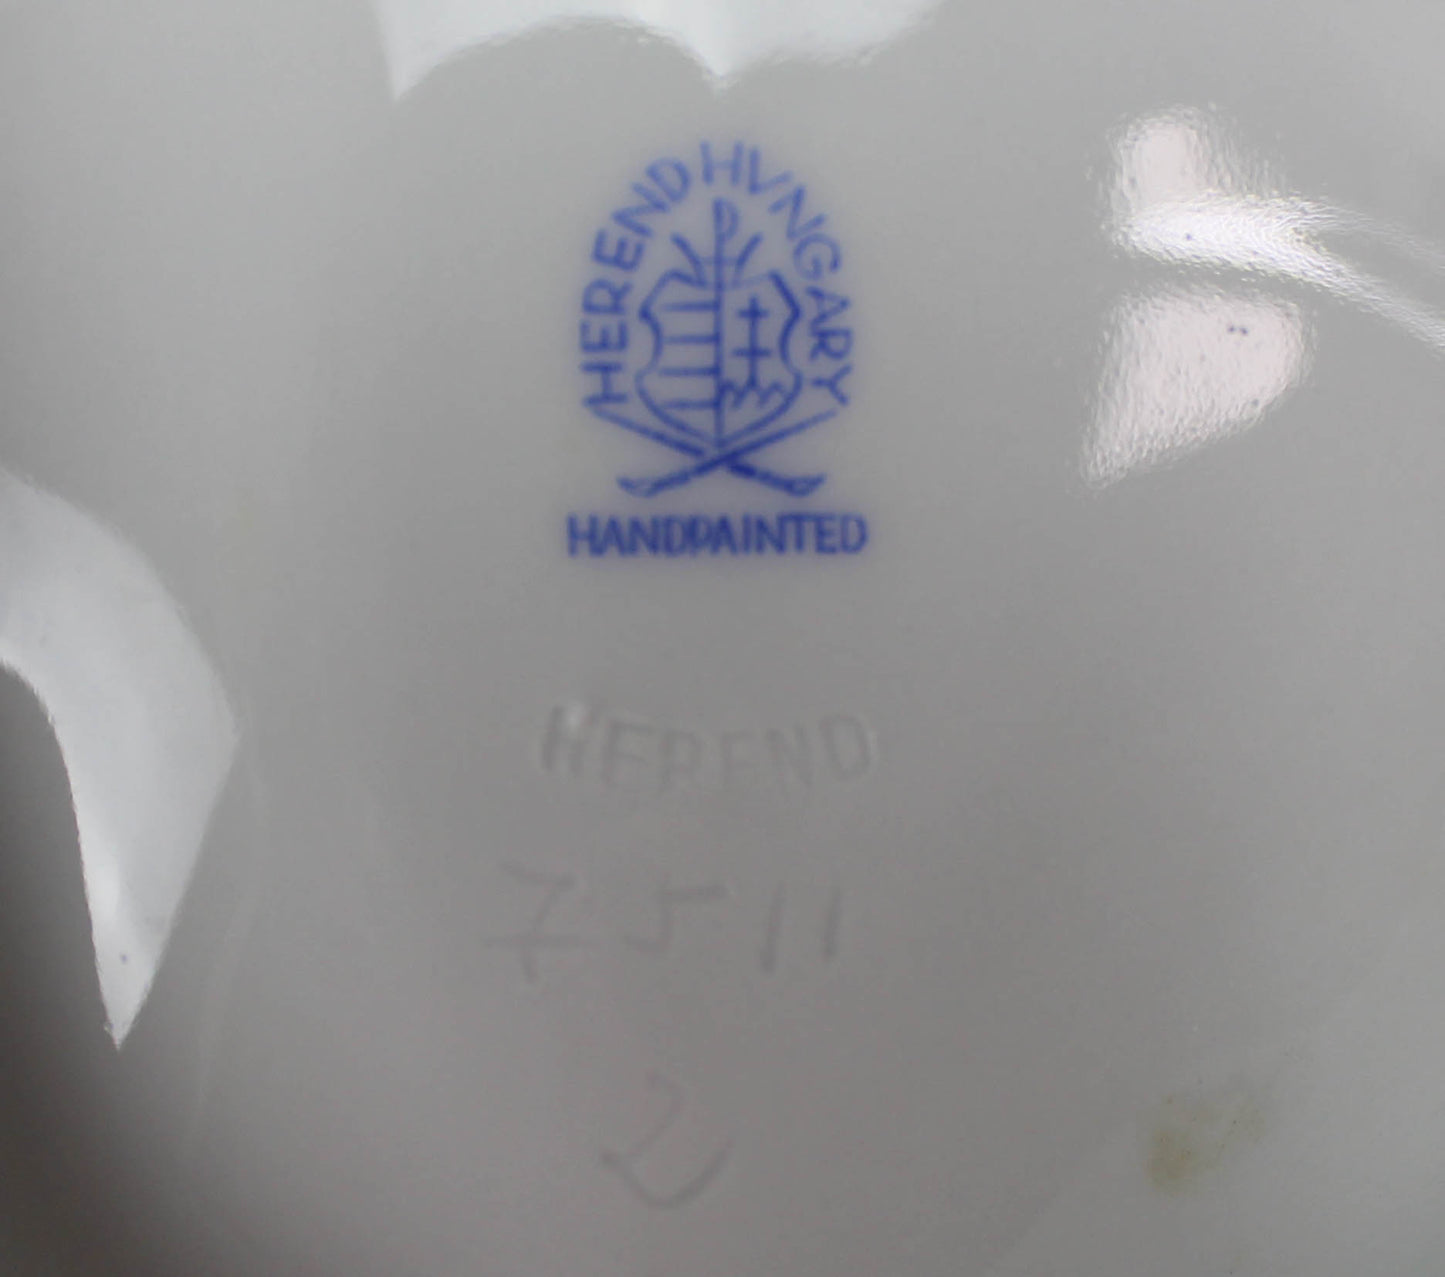 HEREND HVNGARY
HANDPAINTED
HEREND
7511
2